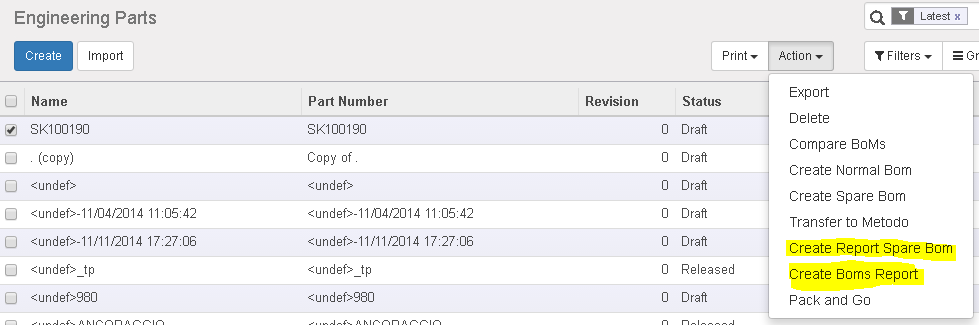 Engineering Parts
Latest x
Create Import Print Action Filters Gr
Name Part Number Revision Status
SK100190 SK100190 0 Draft
. (copy) Copy of . 0 Draft
<undef> <undef> 0 Draft
<undef>-11/04/2014 11:05:42 <undef>-11/04/2014 11:05:42 0 Draft
<undef>-11/11/2014 17:27:06 <undef>-11/11/2014 17:27:06 0 Draft
<undef>_tp <undef>_tp 0 Released
<undef>980 <undef>980 0 Draft
<undef>ANCORAGGIO <undef>ANCORAGGIO 0 Released
Export
Delete
Compare BoMs
Create Normal Bom
Create Spare Bom
Transfer to Metodo
Create Report Spare Bom
Create Boms Report
Pack and Go